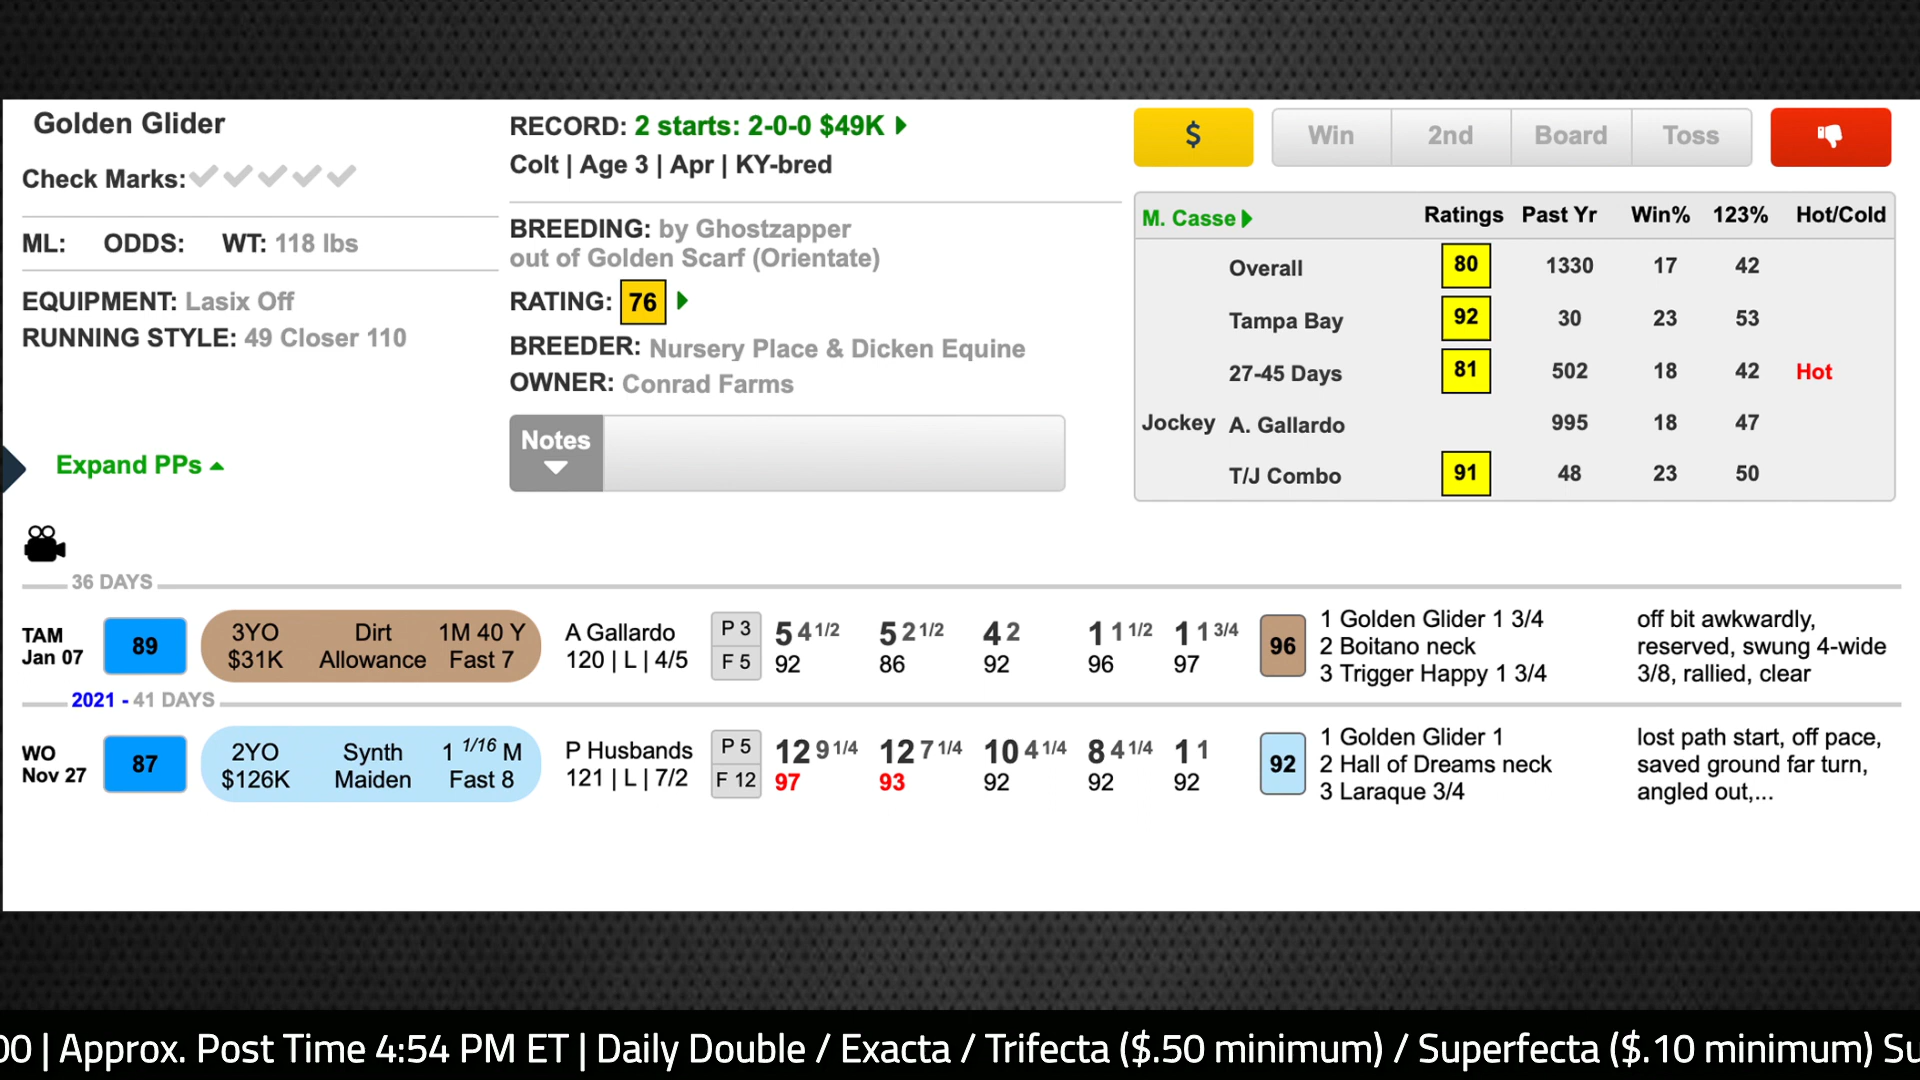 Golden Glider
Check Marks:
ML: ODDS: WT: 118 lbs
EQUIPMENT: Lasix Off
RUNNING STYLE: 49 Closer 110
Expand PPs
RECORD: 2 starts: 2-0-0 $49K
Colt | Age 3 | Apr | KY-bred
BREEDING: by Ghostzapper
out of Golden Scarf (Orientate)
RATING: 76
BREEDER: Nursery Place & Dicken Equine
OWNER: Conrad Farms
Notes
$ Win 2nd Board Toss
M. Casse Ratings Past Yr Win% 123% Hot/Cold
Overall 80 1330 17 42
Tampa Bay 92 30 23 53
27-45 Days 81 502 18 42 Hot
Jockey A. Gallardo 995 18 47
T/J Combo 91 48 23 50
36 DAYS
TAM
Jan 07
89
3YO Dirt 1M 40 Y
$31K Allowance Fast 7
A Gallardo
120 | L | 4/5
P 3
F 5
5 4 1/2 5 2 1/2 4 2 1 1 1/2 1 1 3/4
92 86 92 96 97
96
1 Golden Glider 1 3/4
2 Boitano neck
3 Trigger Happy 1 3/4
off bit awkwardly,
reserved, swung 4-wide
3/8, rallied, clear
2021 - 41 DAYS
WO
Nov 27
87
2YO Synth 1 1/16 M
$126K Maiden Fast 8
P Husbands
121 | L | 7/2
P 5
F 12
12 9 1/4 12 7 1/4 10 4 1/4 8 4 1/4 1 1
97 93 92 92 92
92
1 Golden Glider 1
2 Hall of Dreams neck
3 Laraque 3/4
lost path start, off pace,
saved ground far turn,
angled out,...
00 | Approx. Post Time 4:54 PM ET | Daily Double / Exacta / Trifecta ($.50 minimum) / Superfecta ($.10 minimum) Su